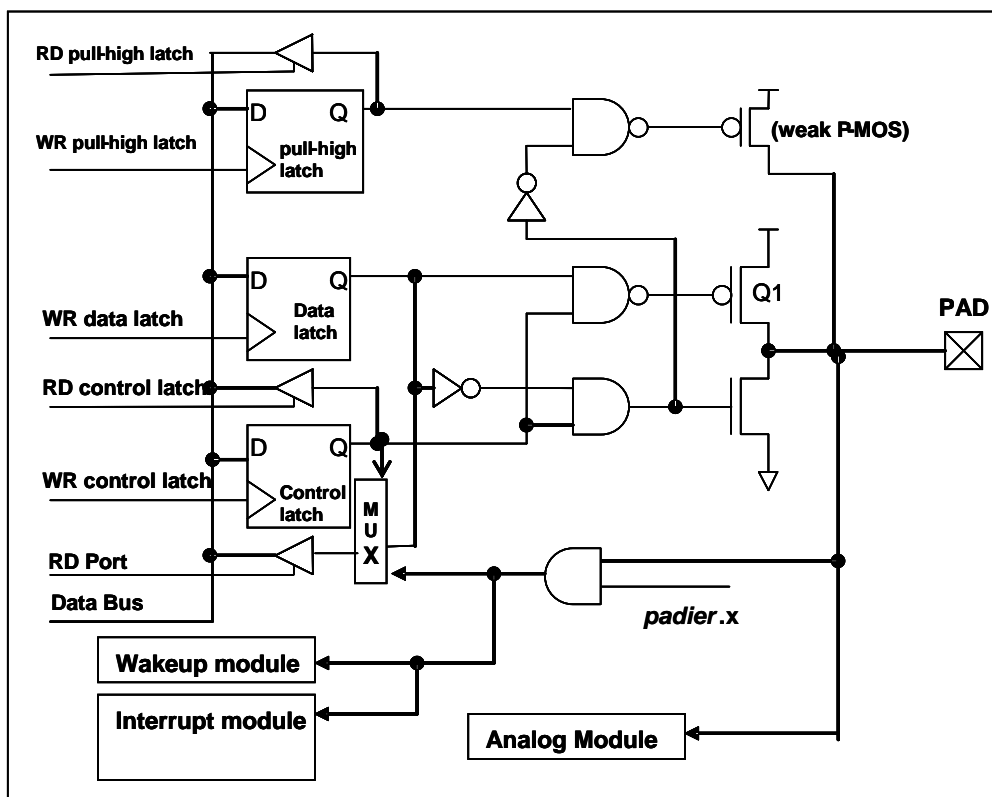 RD pull-high latch
D Q
WR pull-high latch
pull-high
latch
(weak P-MOS)
D Q
Data
latch
WR data latch
Q1
PAD
RD control latch
D Q
WR control latch
Control
latch
MUX
RD Port
Data Bus
padier.x
Wakeup module
Interrupt module
Analog Module